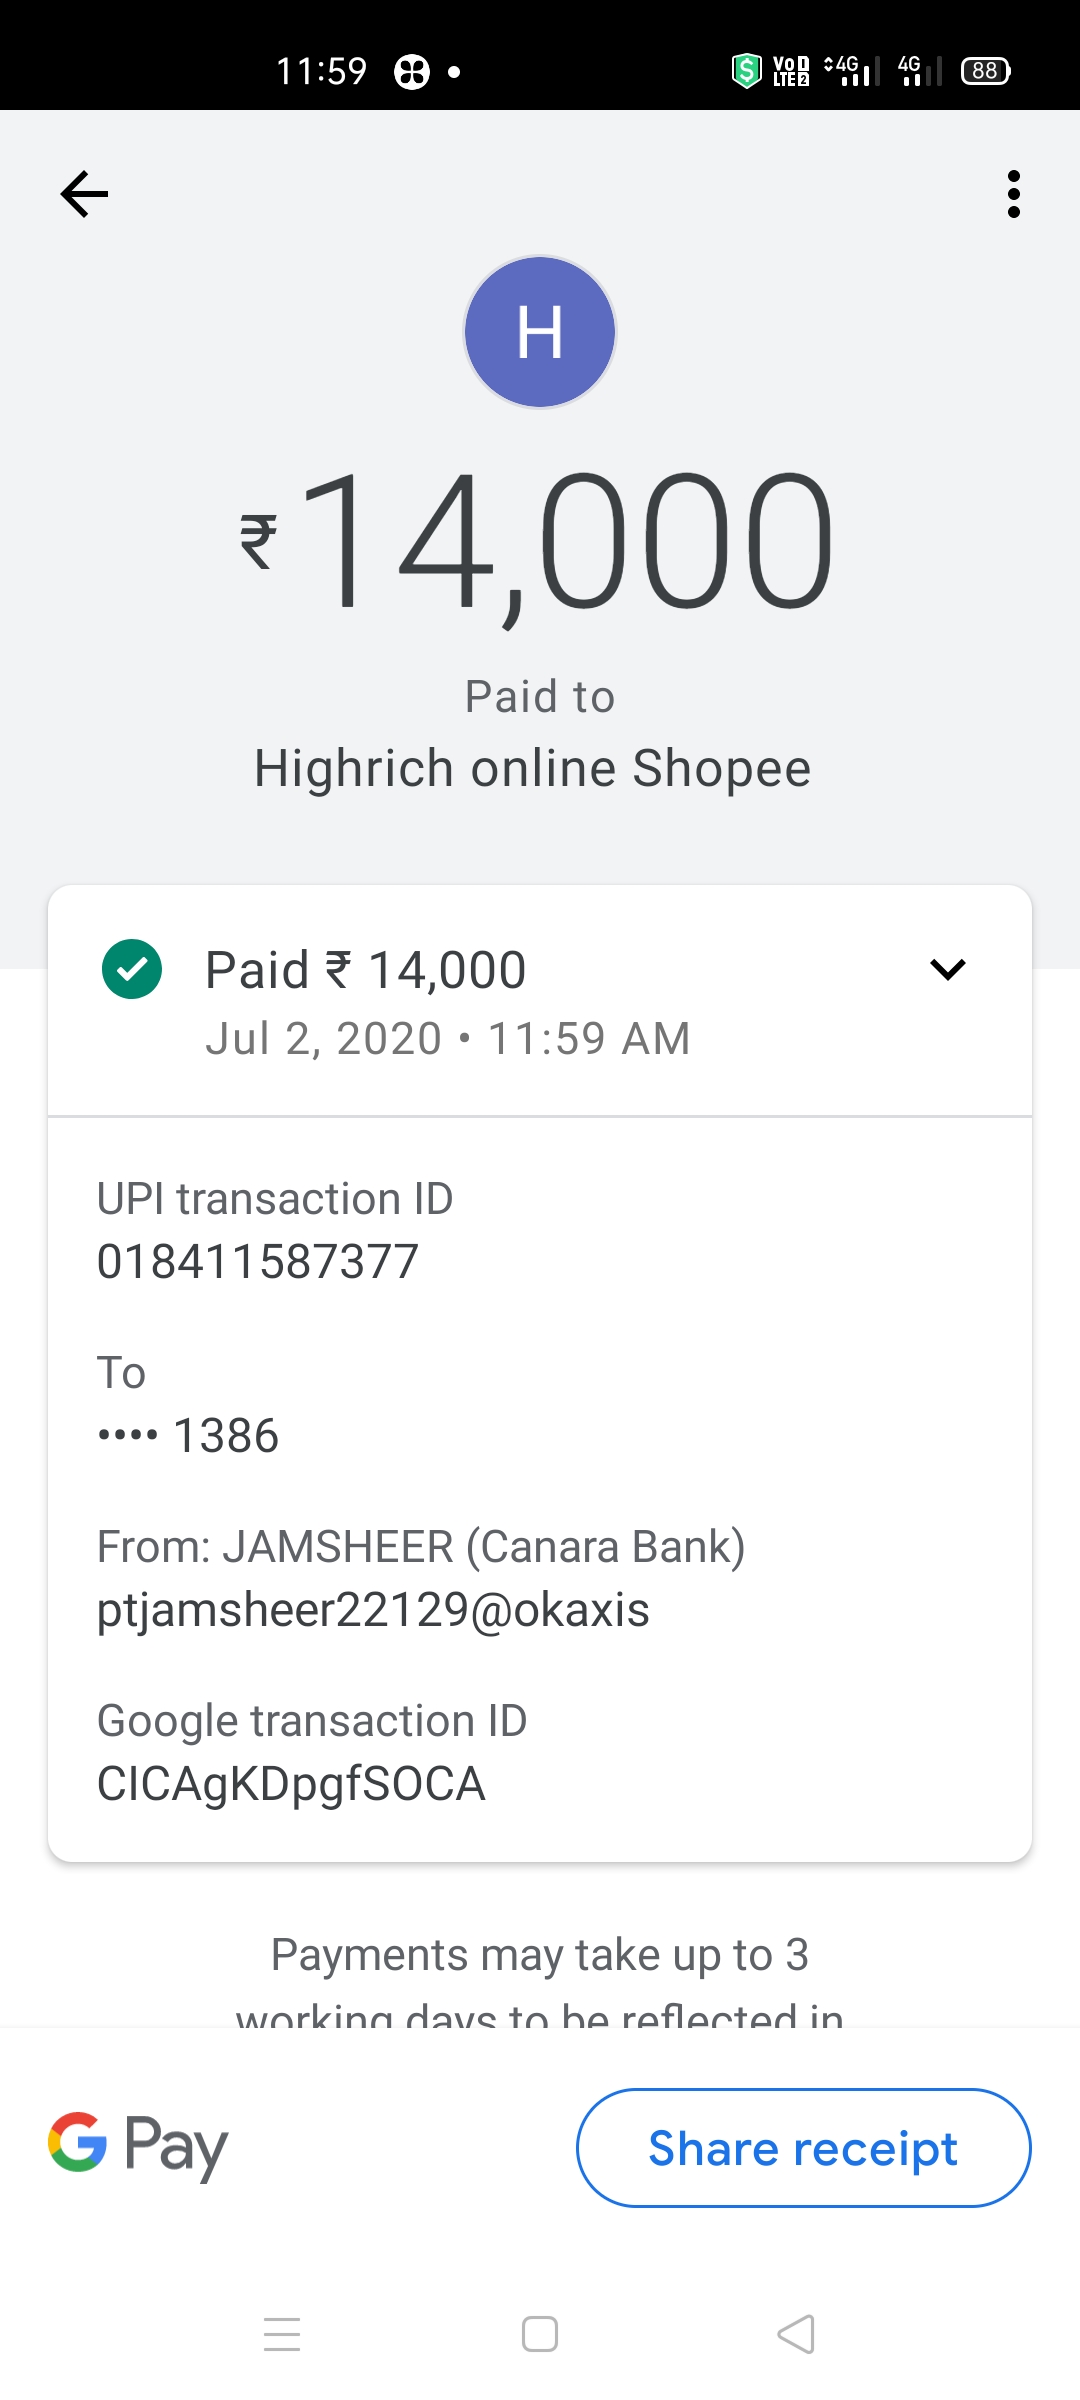 11:59
Vo 1 4G 4G 88
LTE 2
H
₹14,000
Paid to
Highrich online Shopee
Paid ₹ 14,000
Jul 2, 2020 • 11:59 AM
UPI transaction ID
018411587377
To
•••• 1386
From: JAMSHEER (Canara Bank)
ptjamsheer22129@okaxis
Google transaction ID
CICAgKDpgfSOCA
Payments may take up to 3
working days to be reflected in
G Pay
Share receipt